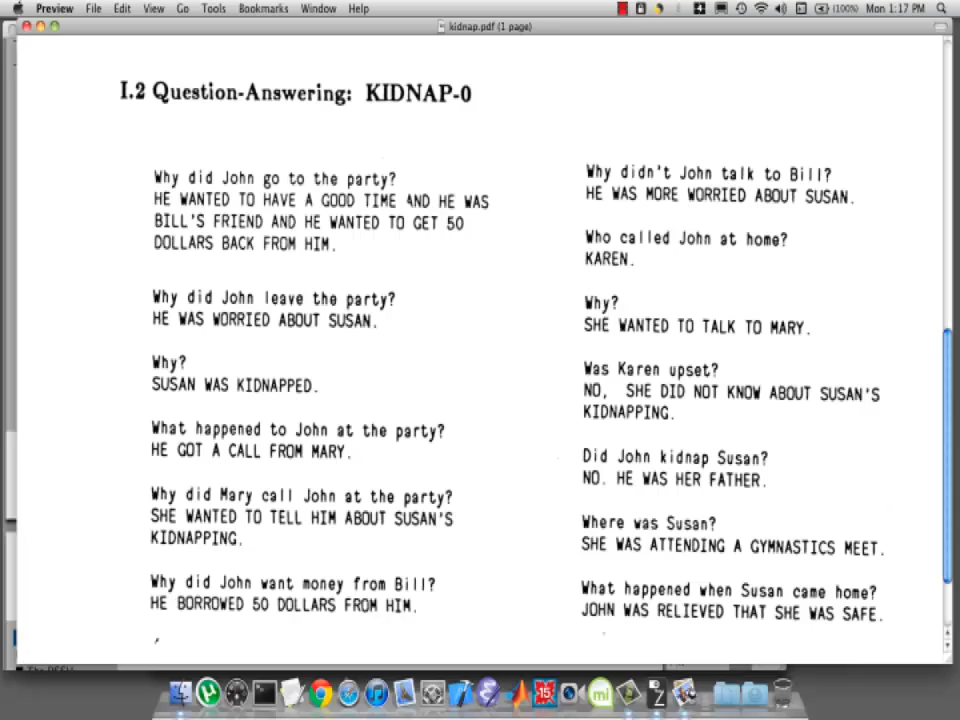 Preview File Edit View Go Tools Bookmarks Window Help (100%) Mon 1:17 PM
kidnap.pdf (1 page)
I.2 Question-Answering: KIDNAP-0
Why did John go to the party?
HE WANTED TO HAVE A GOOD TIME AND HE WAS
BILL'S FRIEND AND HE WANTED TO GET 50
DOLLARS BACK FROM HIM.
Why did John leave the party?
HE WAS WORRIED ABOUT SUSAN.
Why?
SUSAN WAS KIDNAPPED.
What happened to John at the party?
HE GOT A CALL FROM MARY.
Why did Mary call John at the party?
SHE WANTED TO TELL HIM ABOUT SUSAN'S
KIDNAPPING.
Why did John want money from Bill?
HE BORROWED 50 DOLLARS FROM HIM.
Why didn't John talk to Bill?
HE WAS MORE WORRIED ABOUT SUSAN.
Who called John at home?
KAREN.
Why?
SHE WANTED TO TALK TO MARY.
Was Karen upset?
NO, SHE DID NOT KNOW ABOUT SUSAN'S
KIDNAPPING.
Did John kidnap Susan?
NO. HE WAS HER FATHER.
Where was Susan?
SHE WAS ATTENDING A GYMNASTICS MEET.
What happened when Susan came home?
JOHN WAS RELIEVED THAT SHE WAS SAFE.
15
mi
Z